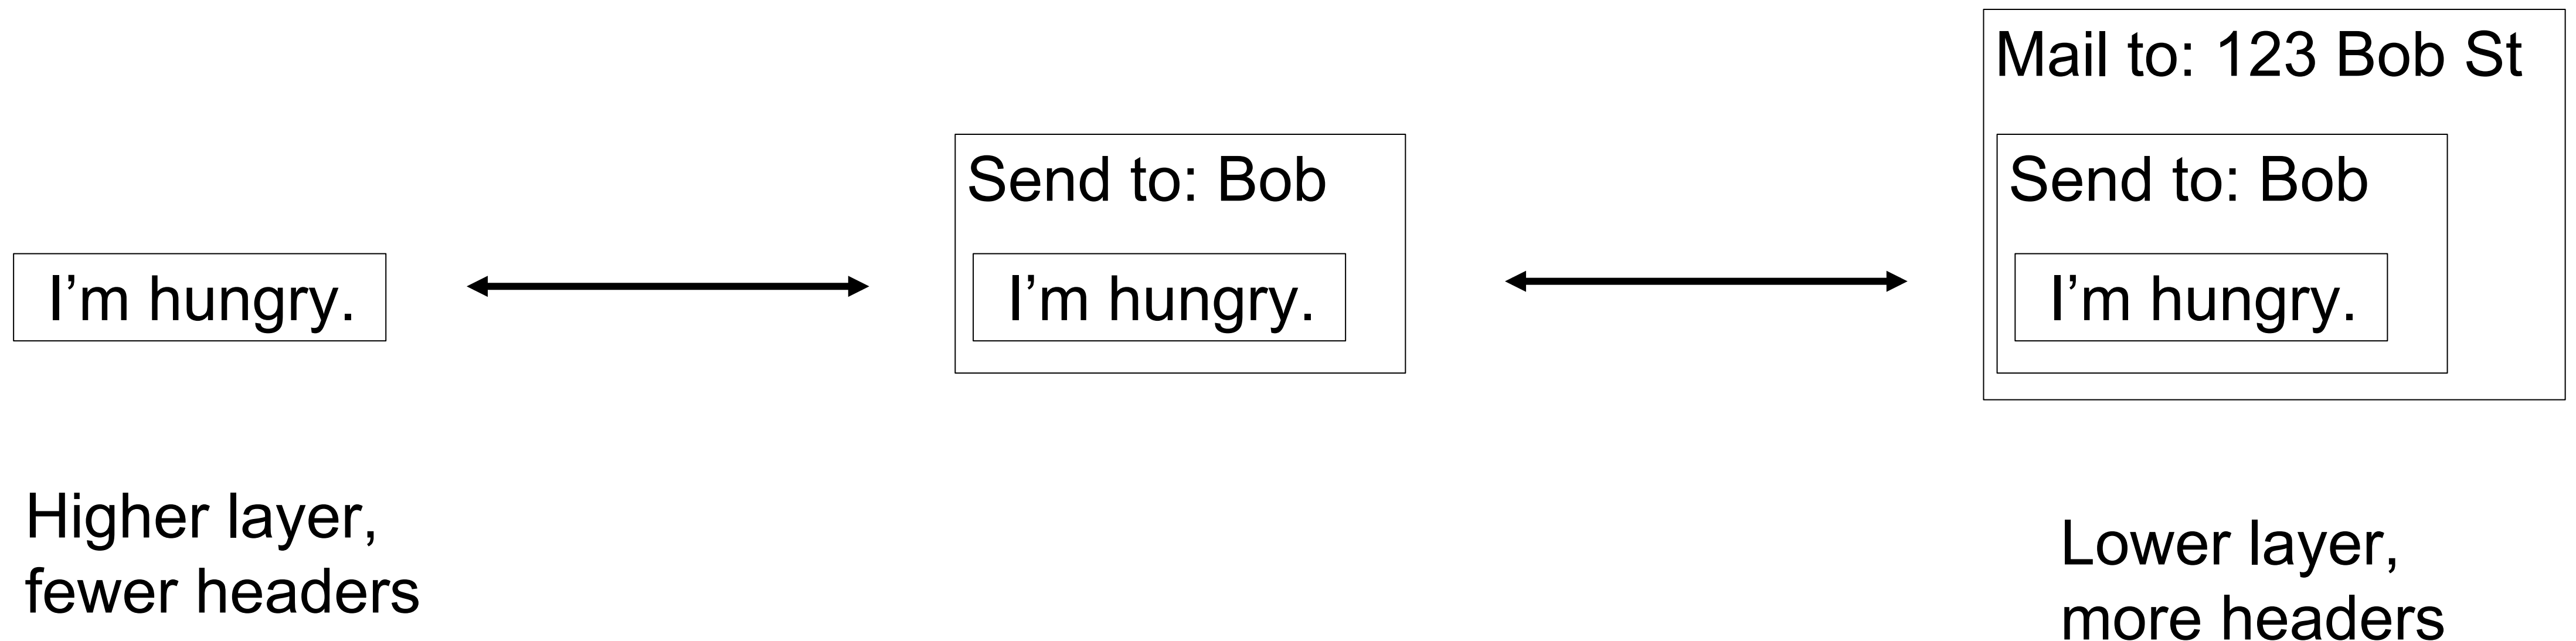 I’m hungry.
Send to: Bob
I’m hungry.
Mail to: 123 Bob St
Send to: Bob
I’m hungry.
Higher layer,
fewer headers
Lower layer,
more headers